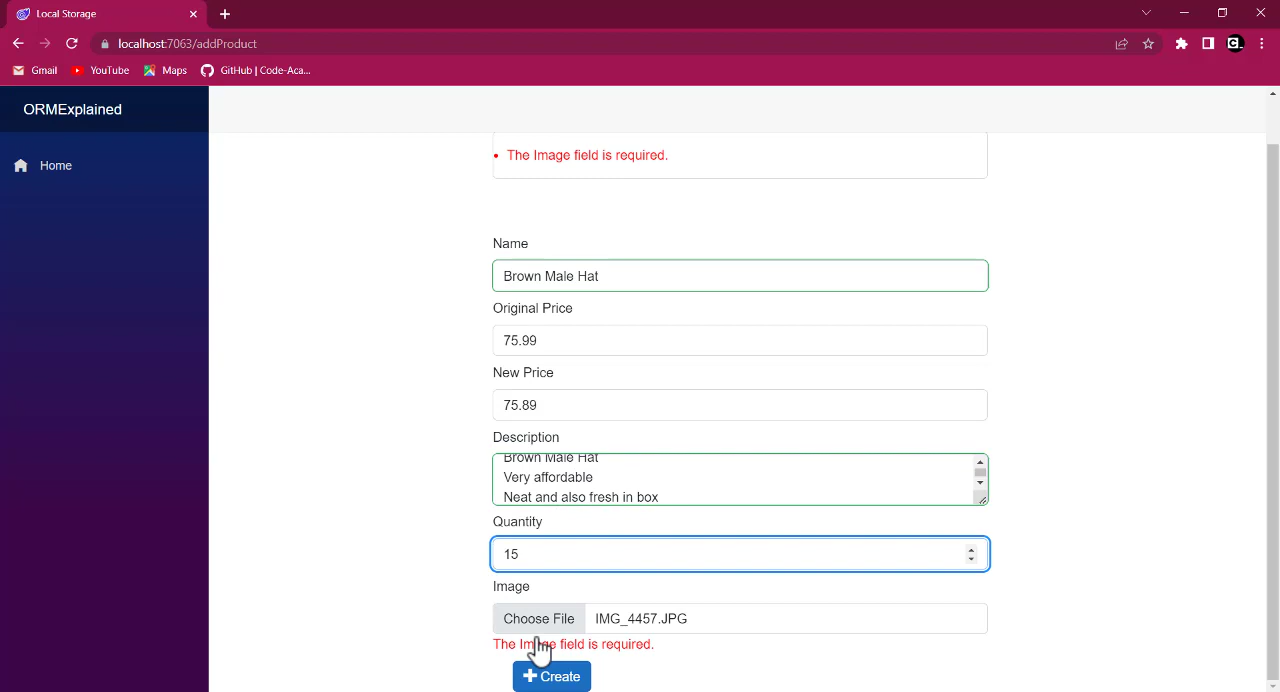 Local Storage
localhost:7063/addProduct
Gmail
YouTube
Maps
GitHub | Code-Aca...
ORMExplained
Home
The Image field is required.
Name
Brown Male Hat
Original Price
75.99
New Price
75.89
Description
Brown Male Hat
Very affordable
Neat and also fresh in box
Quantity
15
Image
Choose File IMG_4457.JPG
The Image field is required.
Create